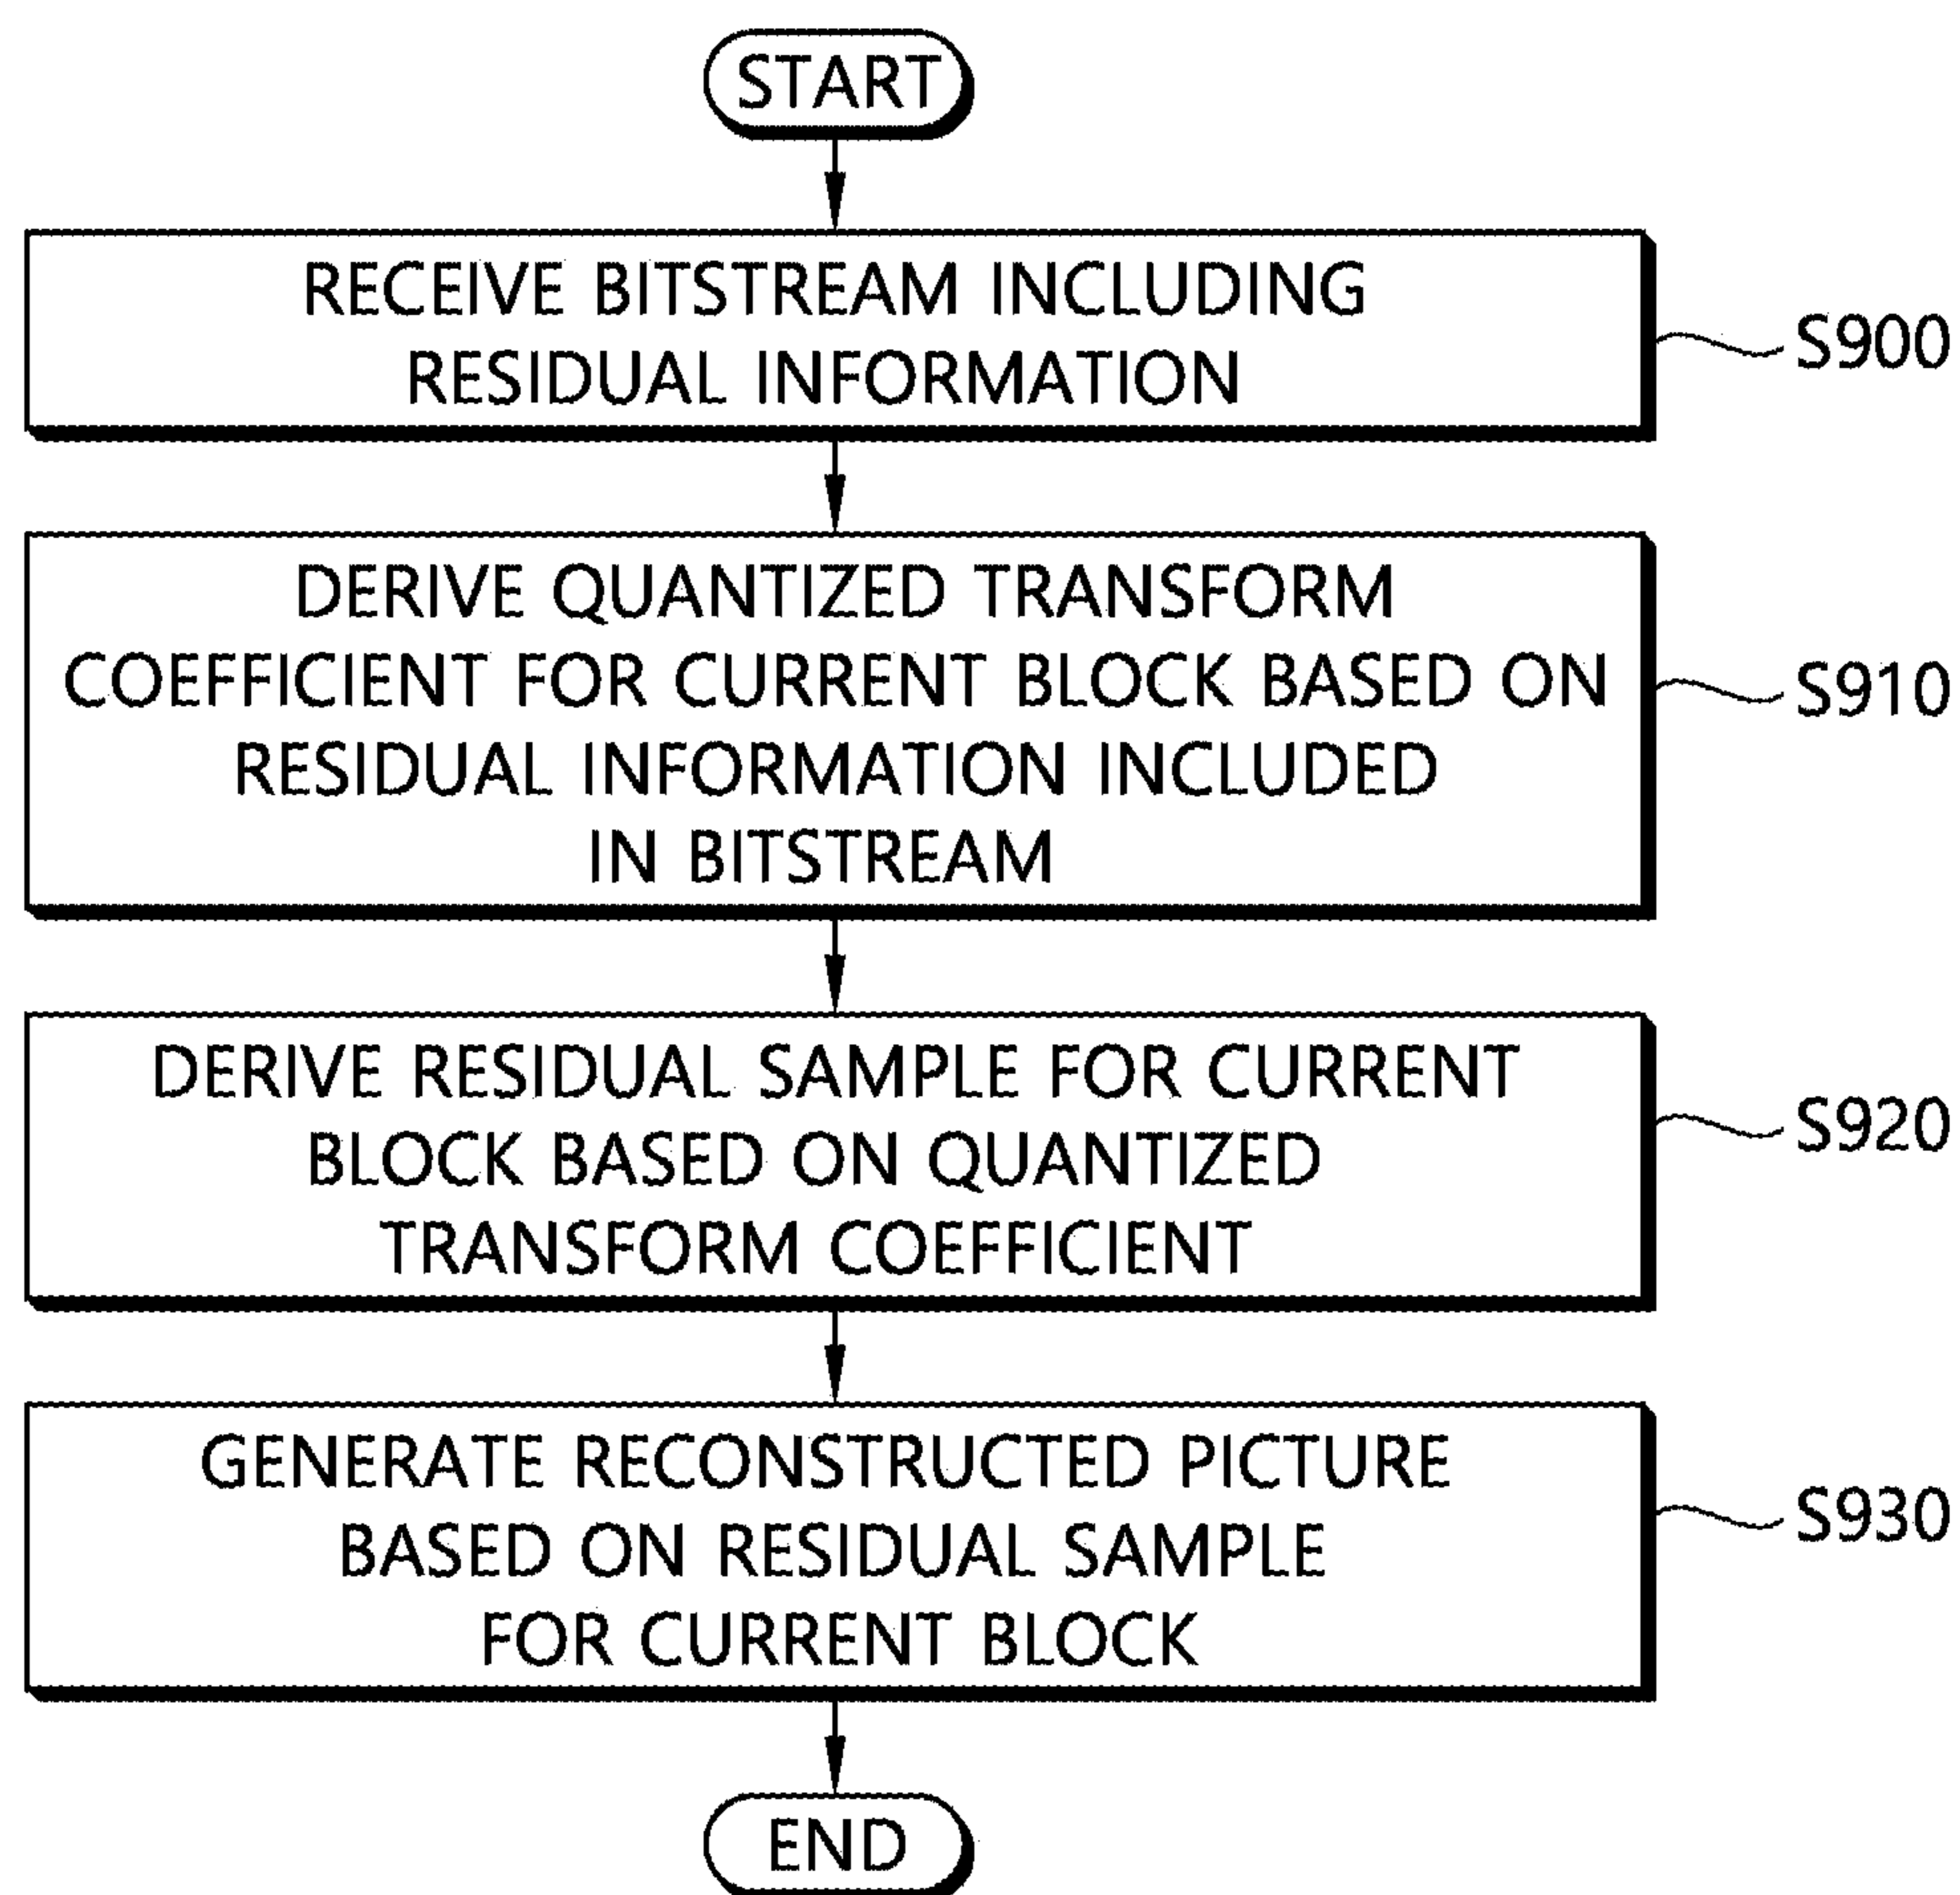 START
RECEIVE BITSTREAM INCLUDING
RESIDUAL INFORMATION
S900
DERIVE QUANTIZED TRANSFORM
COEFFICIENT FOR CURRENT BLOCK BASED ON
RESIDUAL INFORMATION INCLUDED
IN BITSTREAM
S910
DERIVE RESIDUAL SAMPLE FOR CURRENT
BLOCK BASED ON QUANTIZED
TRANSFORM COEFFICIENT
S920
GENERATE RECONSTRUCTED PICTURE
BASED ON RESIDUAL SAMPLE
FOR CURRENT BLOCK
S930
END